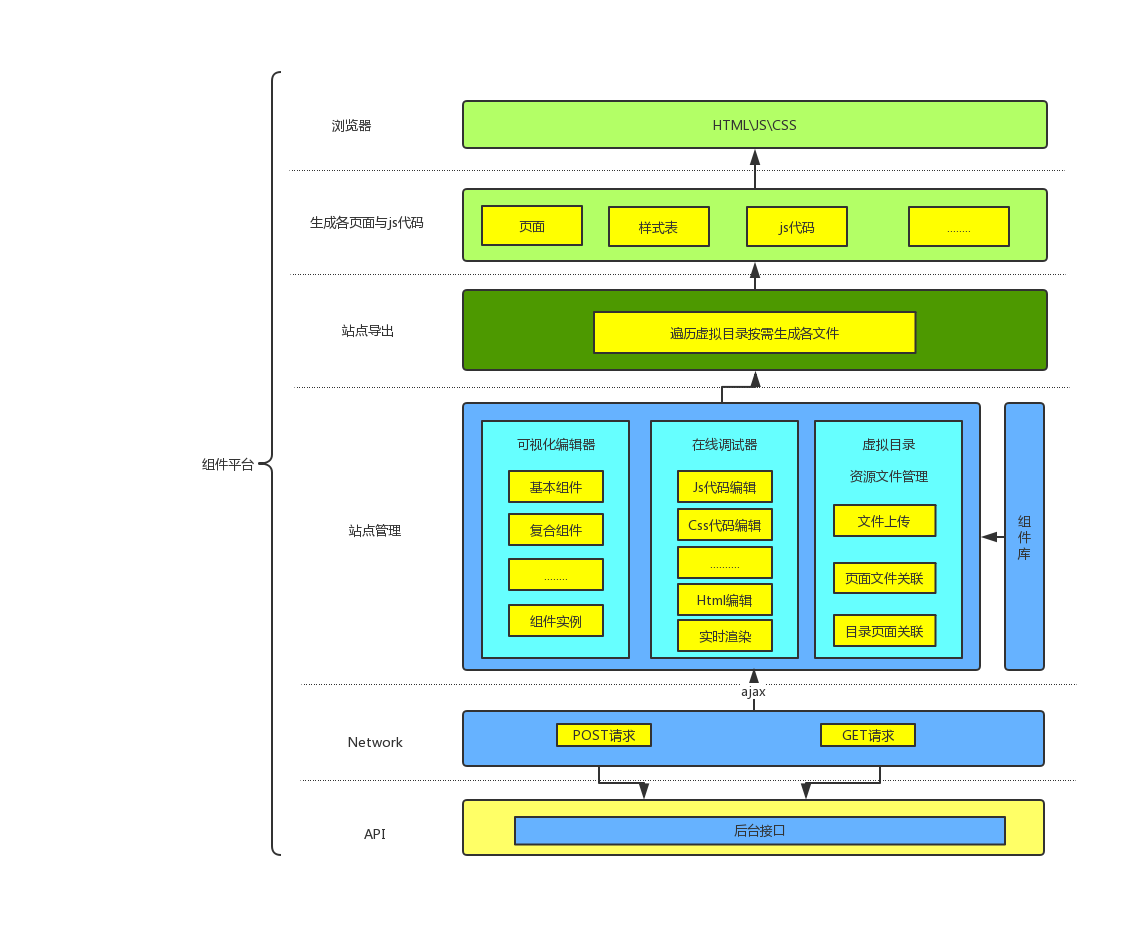 浏览器
HTML\JS\CSS
生成各页面与js代码
页面
样式表
js代码
........
站点导出
遍历虚拟目录按需生成各文件
组件平台
站点管理
可视化编辑器
基本组件
复合组件
........
组件实例
在线调试器
Js代码编辑
Css代码编辑
..........
Html编辑
实时渲染
虚拟目录
资源文件管理
文件上传
页面文件关联
目录页面关联
组
件
库
ajax
Network
POST请求
GET请求
API
后台接口